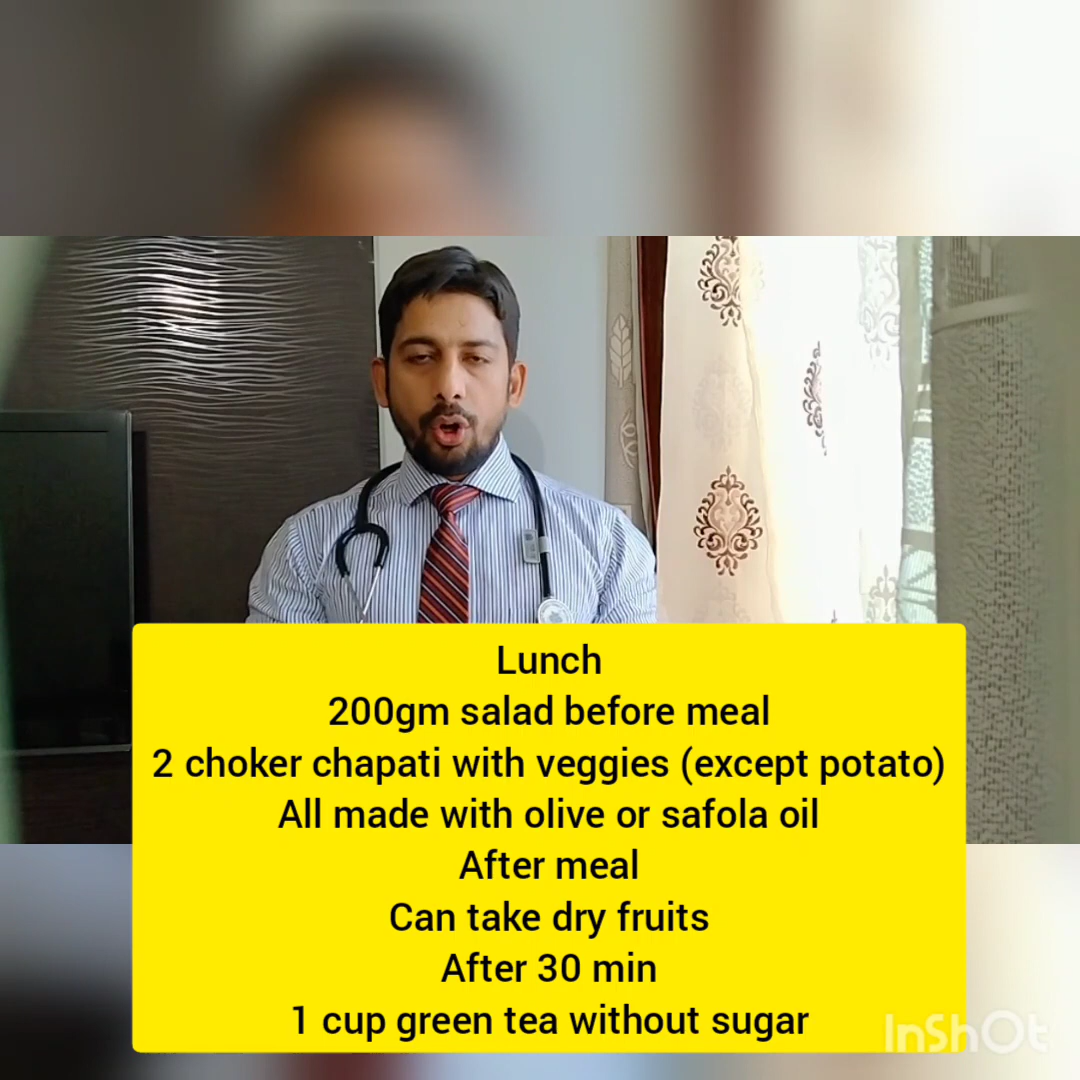 Lunch
200gm salad before meal
2 choker chapati with veggies (except potato)
All made with olive or safola oil
After meal
Can take dry fruits
After 30 min
1 cup green tea without sugar
InShOt